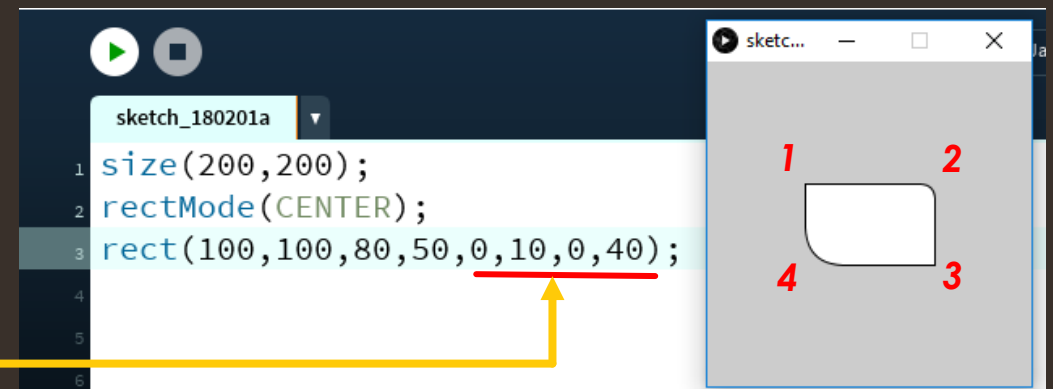 sketc...
Ja
sketch_180201a
1 size(200,200);
2 rectMode(CENTER);
3 rect(100,100,80,50,0,10,0,40);
4
5
6
1 2
4 3